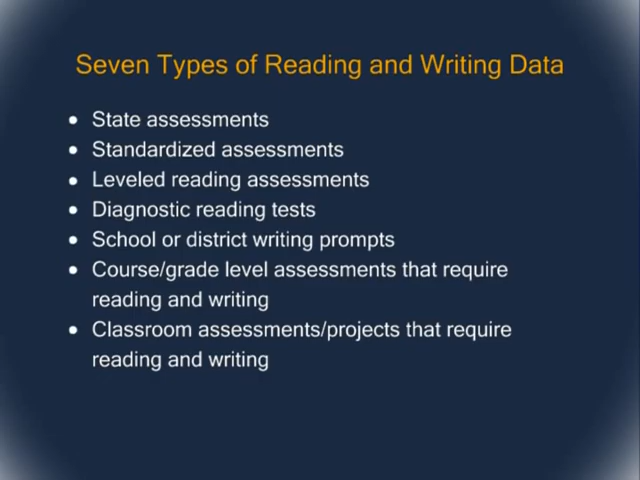 Seven Types of Reading and Writing Data
• State assessments
• Standardized assessments
• Leveled reading assessments
• Diagnostic reading tests
• School or district writing prompts
• Course/grade level assessments that require
reading and writing
• Classroom assessments/projects that require
reading and writing